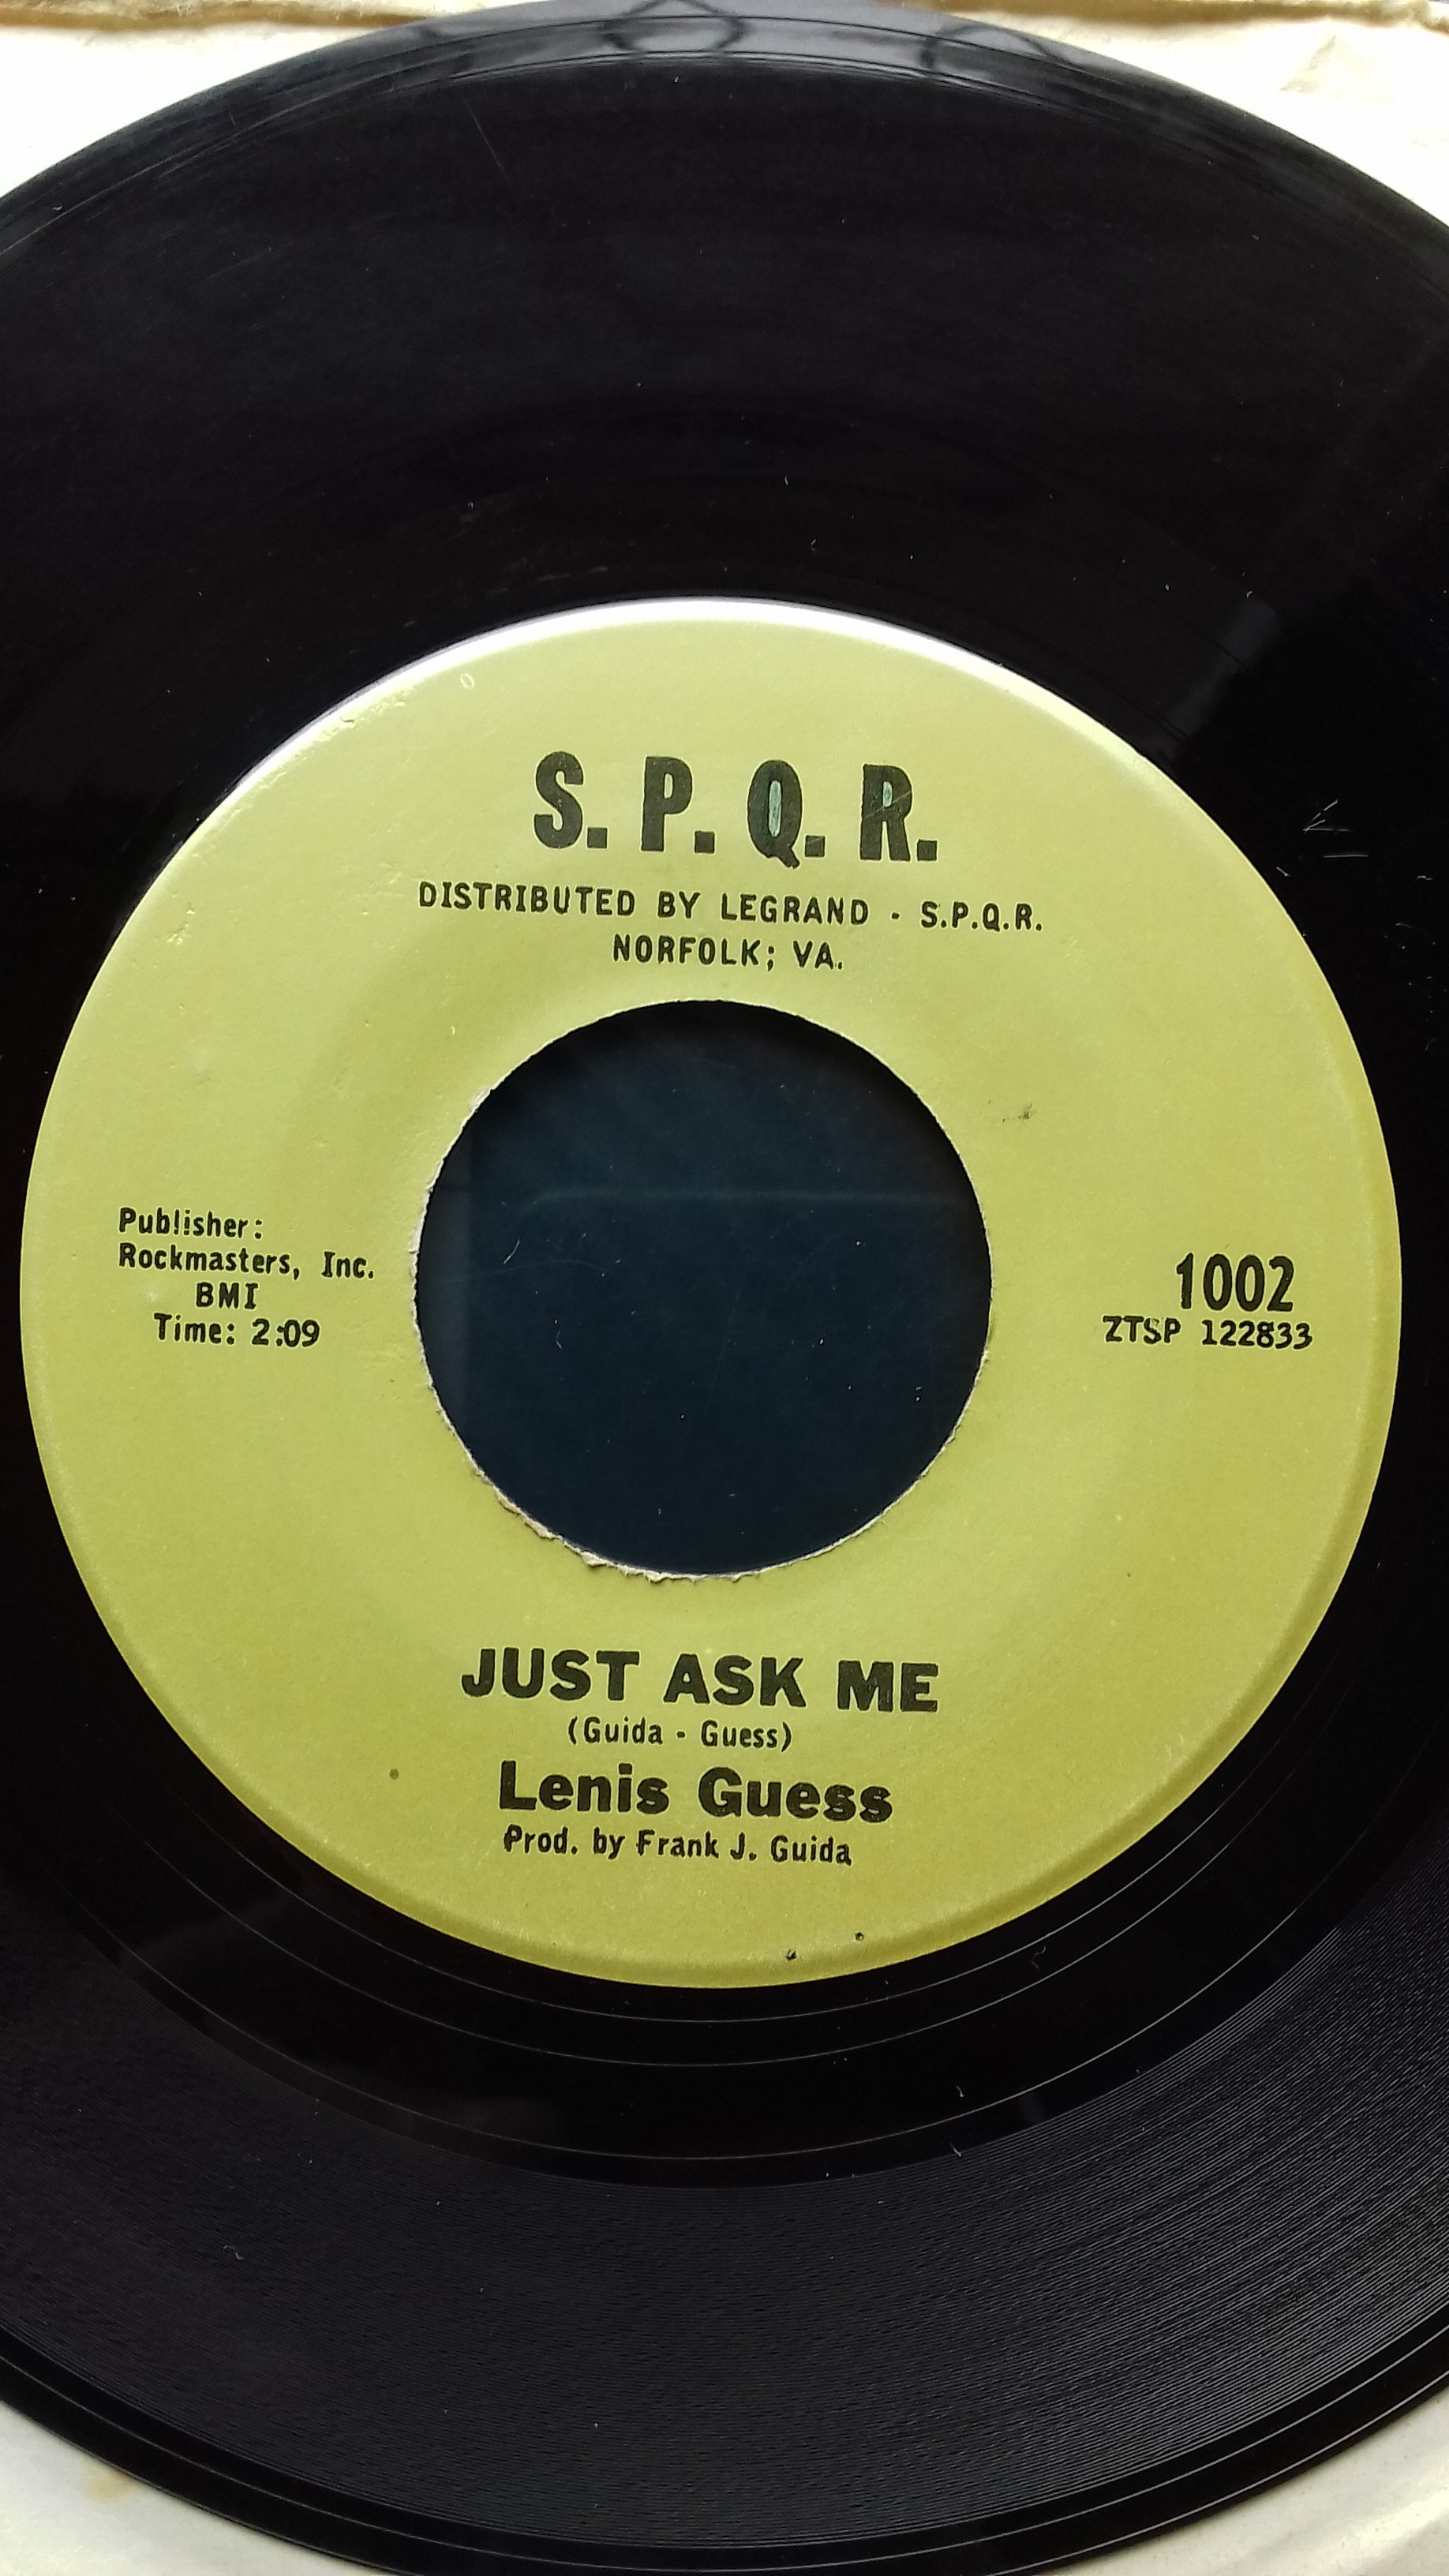 S. P. Q. R.
DISTRIBUTED BY LEGRAND - S.P.Q.R.
NORFOLK; VA.
Publisher:
Rockmasters, Inc.
BMI
Time: 2:09
1002
ZTSP 122833
JUST ASK ME
(Guida - Guess)
Lenis Guess
Prod. by Frank J. Guida